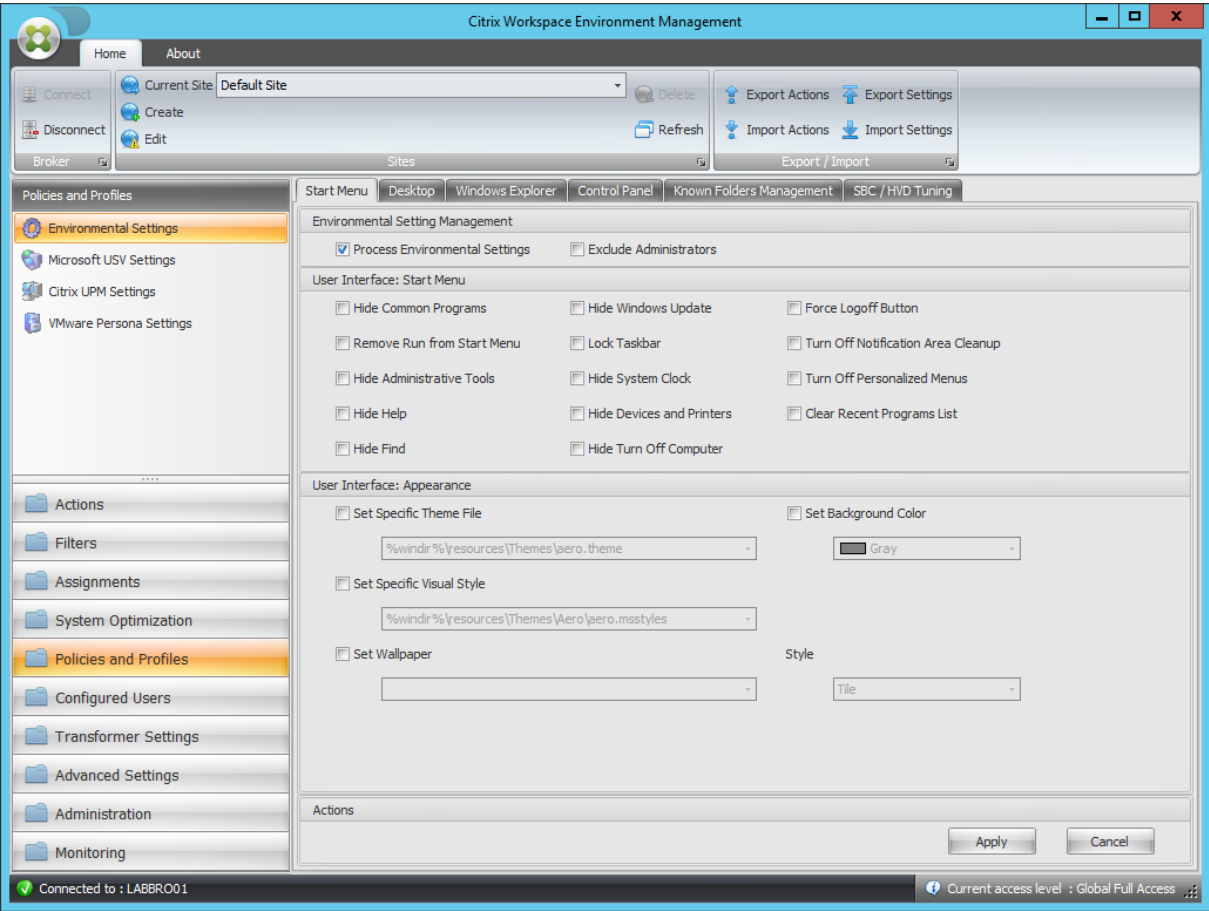 Citrix Workspace Environment Management
Home About
Connect
Disconnect
Broker
Current Site Default Site
Create
Edit
Delete
Refresh
Sites
Export Actions Export Settings
Import Actions Import Settings
Export / Import
Policies and Profiles
Environmental Settings
Microsoft USV Settings
Citrix UPM Settings
VMware Persona Settings
Actions
Filters
Assignments
System Optimization
Policies and Profiles
Configured Users
Transformer Settings
Advanced Settings
Administration
Monitoring
Start Menu Desktop Windows Explorer Control Panel Known Folders Management SBC / HVD Tuning
Environmental Setting Management
Process Environmental Settings Exclude Administrators
User Interface: Start Menu
Hide Common Programs Hide Windows Update Force Logoff Button
Remove Run from Start Menu Lock Taskbar Turn Off Notification Area Cleanup
Hide Administrative Tools Hide System Clock Turn Off Personalized Menus
Hide Help Hide Devices and Printers Clear Recent Programs List
Hide Find Hide Turn Off Computer
User Interface: Appearance
Set Specific Theme File Set Background Color
%windir%\resources\Themes\aero.theme Gray
Set Specific Visual Style
%windir%\resources\Themes\Aero\aero.msstyles
Set Wallpaper Style
Tile
Actions
Apply Cancel
Connected to : LABBRO01 Current access level : Global Full Access